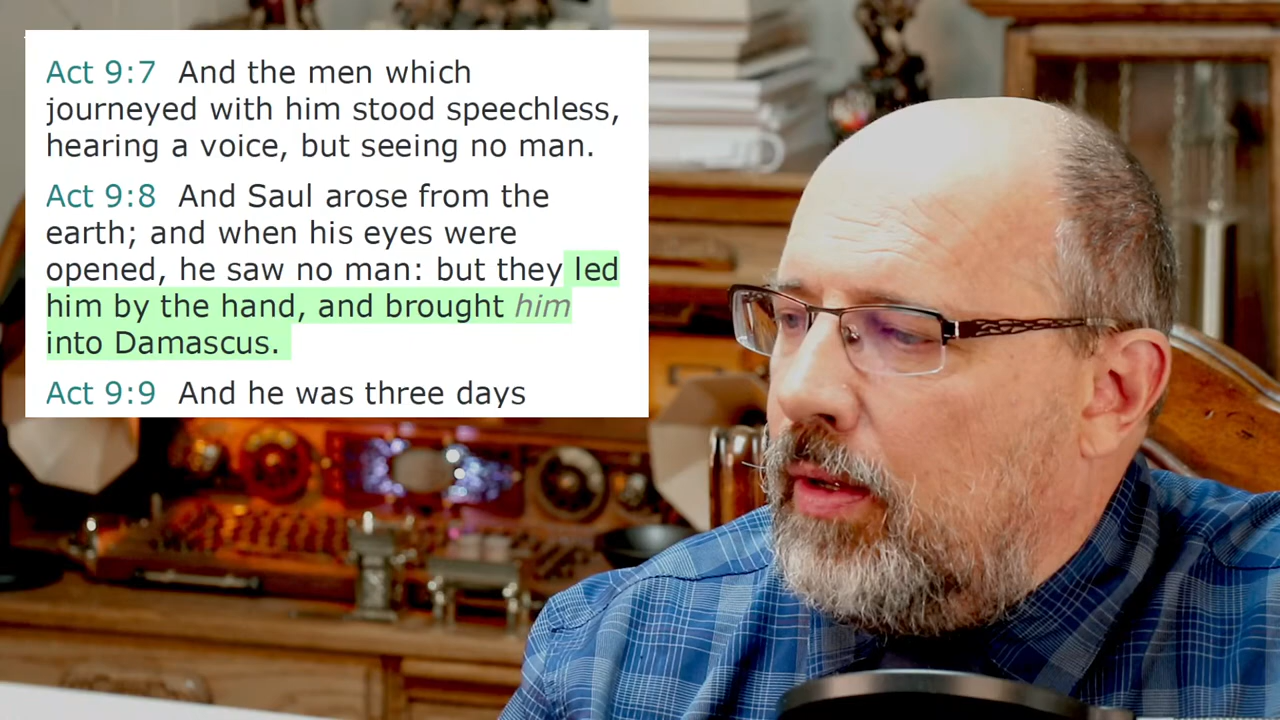 Act 9:7 And the men which
journeyed with him stood speechless,
hearing a voice, but seeing no man.
Act 9:8 And Saul arose from the
earth; and when his eyes were
opened, he saw no man: but they led
him by the hand, and brought him
into Damascus.
Act 9:9 And he was three days